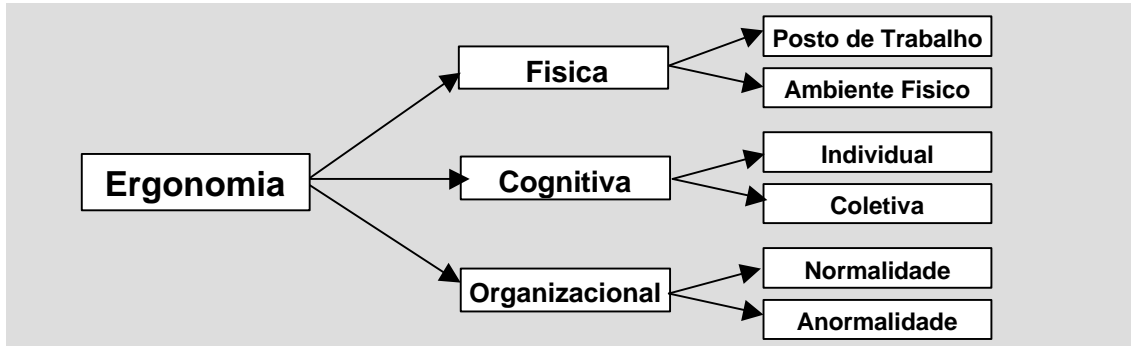 Ergonomia
Fisica
Posto de Trabalho
Ambiente Fisico
Cognitiva
Individual
Coletiva
Organizacional
Normalidade
Anormalidade